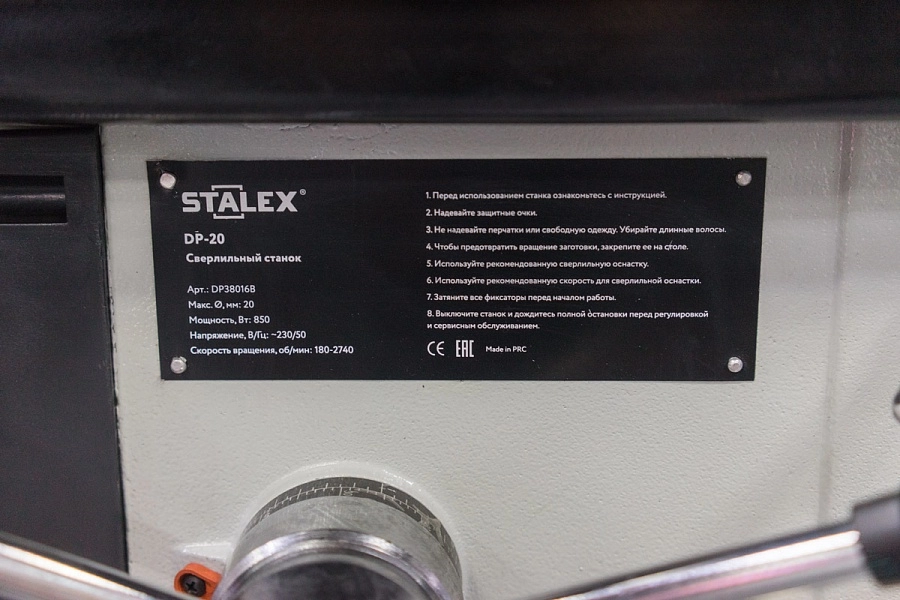 STALEX®
DP-20
Сверлильный станок
Арт.: DP38016B
Макс. Ø, мм: 20
Мощность, Вт: 850
Напряжение, В/Гц: ~230/50
Скорость вращения, об/мин: 180-2740
1. Перед использованием станка ознакомьтесь с инструкцией.
2. Надевайте защитные очки.
3. Не надевайте перчатки или свободную одежду. Убирайте длинные волосы.
4. Чтобы предотвратить вращение заготовки, закрепите ее на столе.
5. Используйте рекомендованную сверлильную оснастку.
6. Используйте рекомендованную скорость для сверлильной оснастки.
7. Затяните все фиксаторы перед началом работы.
8. Выключите станок и дождитесь полной остановки перед регулировкой
и сервисным обслуживанием.
CE EAC Made in PRC